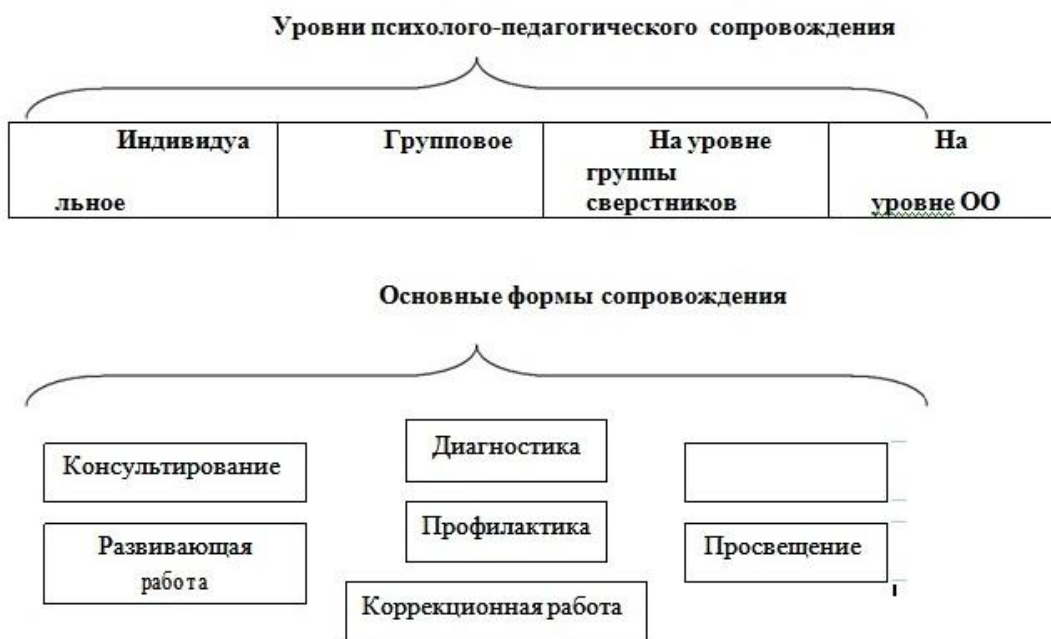 Уровни психолого-педагогического сопровождения
Индивидуа
льное
Групповое
На уровне
группы
сверстников
На
уровне ОО
Основные формы сопровождения
Консультирование
Диагностика
Развивающая
работа
Профилактика
Просвещение
Коррекционная работа